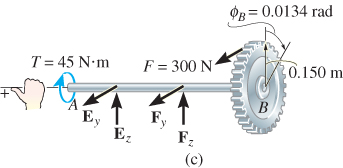 ϕB = 0.0134 rad
T = 45 N·m
F = 300 N
0.150 m
+
A
B
Ey
Fy
Ez
Fz
(c)